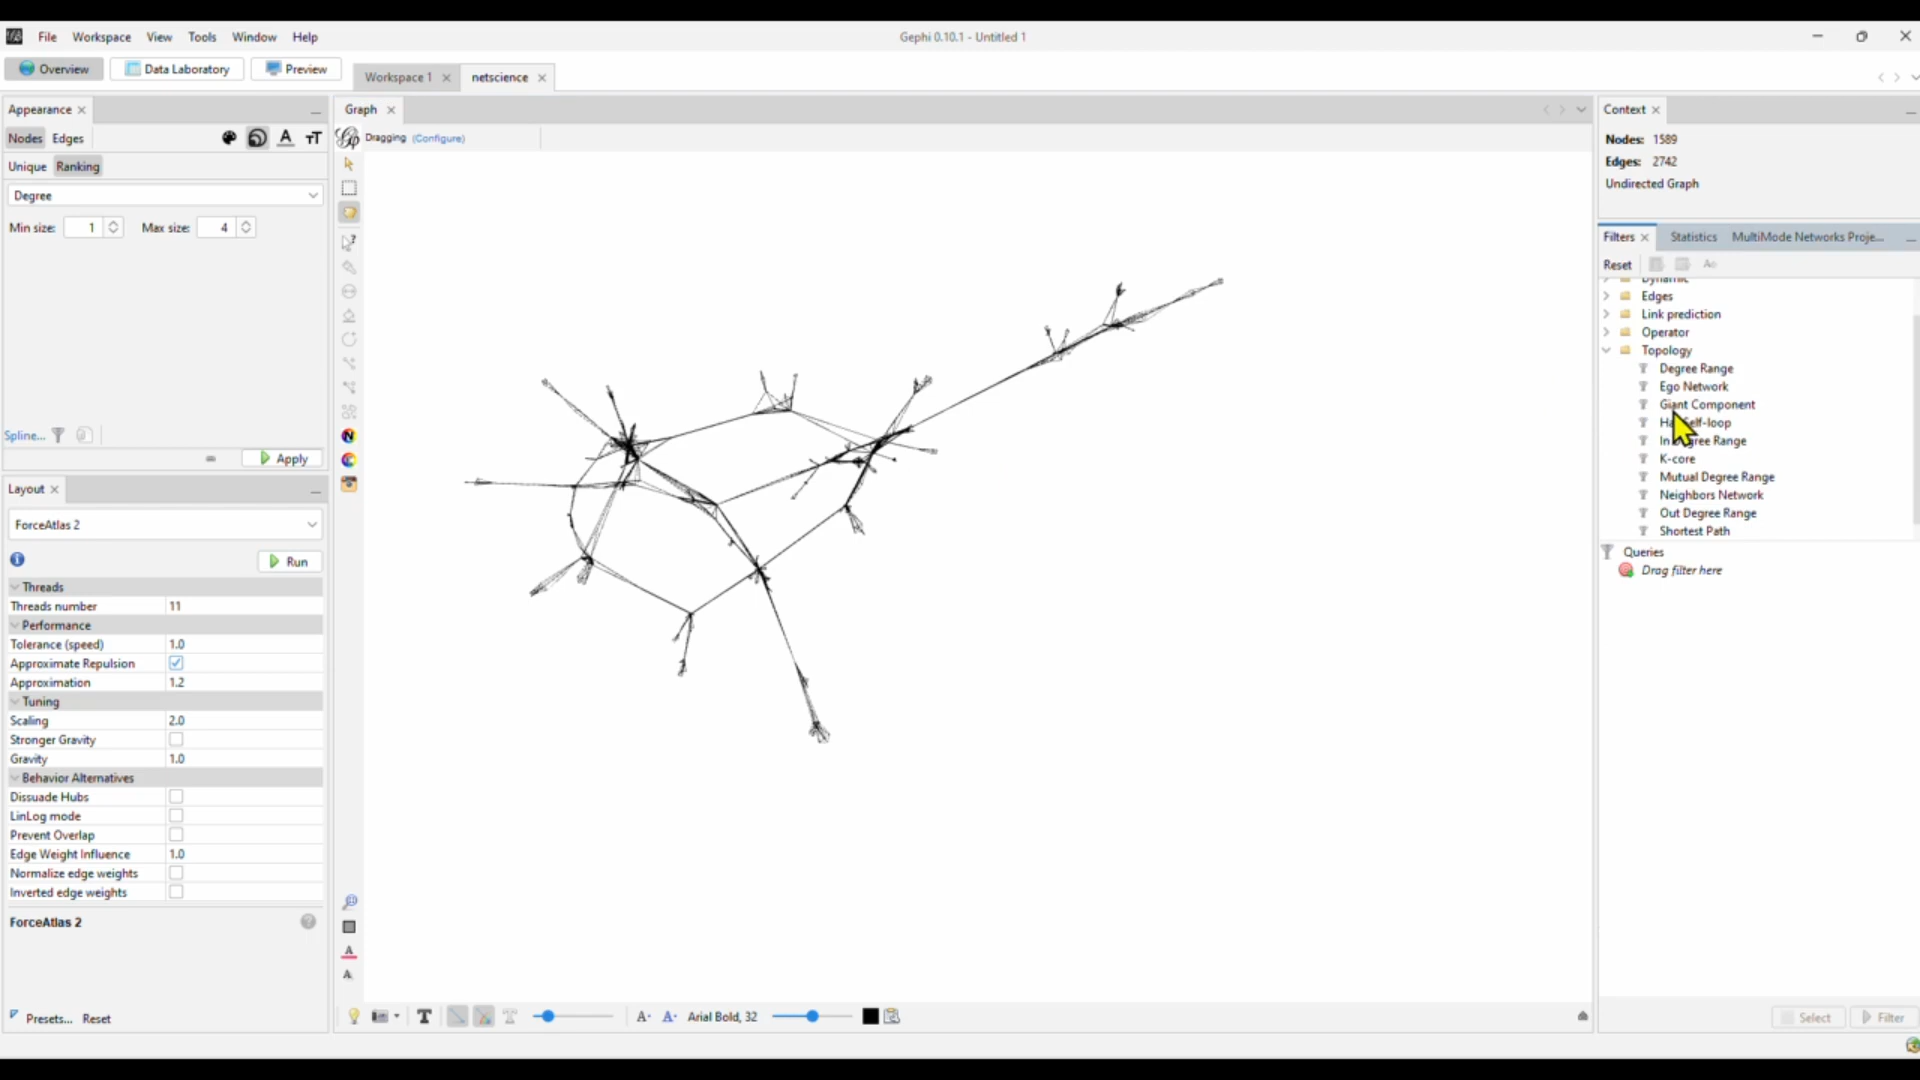 File Workspace View Tools Window Help
Gephi 0.10.1 - Untitled 1
Overview Data Laboratory Preview
Workspace 1 netscience
Appearance
Nodes Edges
Unique Ranking
Degree
Min size: 1 Max size: 4
Spline...
Apply
Layout
ForceAtlas 2
Run
Threads
Threads number 11
Performance
Tolerance (speed) 1.0
Approximate Repulsion
Approximation 1.2
Tuning
Scaling 2.0
Stronger Gravity
Gravity 1.0
Behavior Alternatives
Dissuade Hubs
LinLog mode
Prevent Overlap
Edge Weight Influence 1.0
Normalize edge weights
Inverted edge weights
ForceAtlas 2
Presets... Reset
Graph
Dragging (Configure)
Arial Bold, 32
Context
Nodes: 1589
Edges: 2742
Undirected Graph
Filters Statistics MultiMode Networks Proje...
Reset
Dynamic
Edges
Link prediction
Operator
Topology
Degree Range
Ego Network
Giant Component
Self-loop
Range
K-core
Mutual Degree Range
Neighbors Network
Out Degree Range
Shortest Path
Queries
Drag filter here
Select Filter